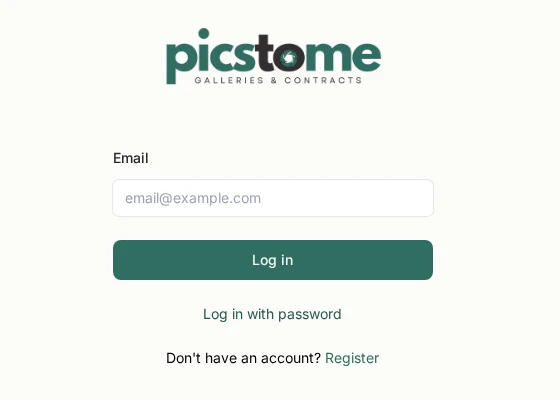 picstome
GALLERIES & CONTRACTS
Email
email@example.com
Log in
Log in with password
Don't have an account? Register